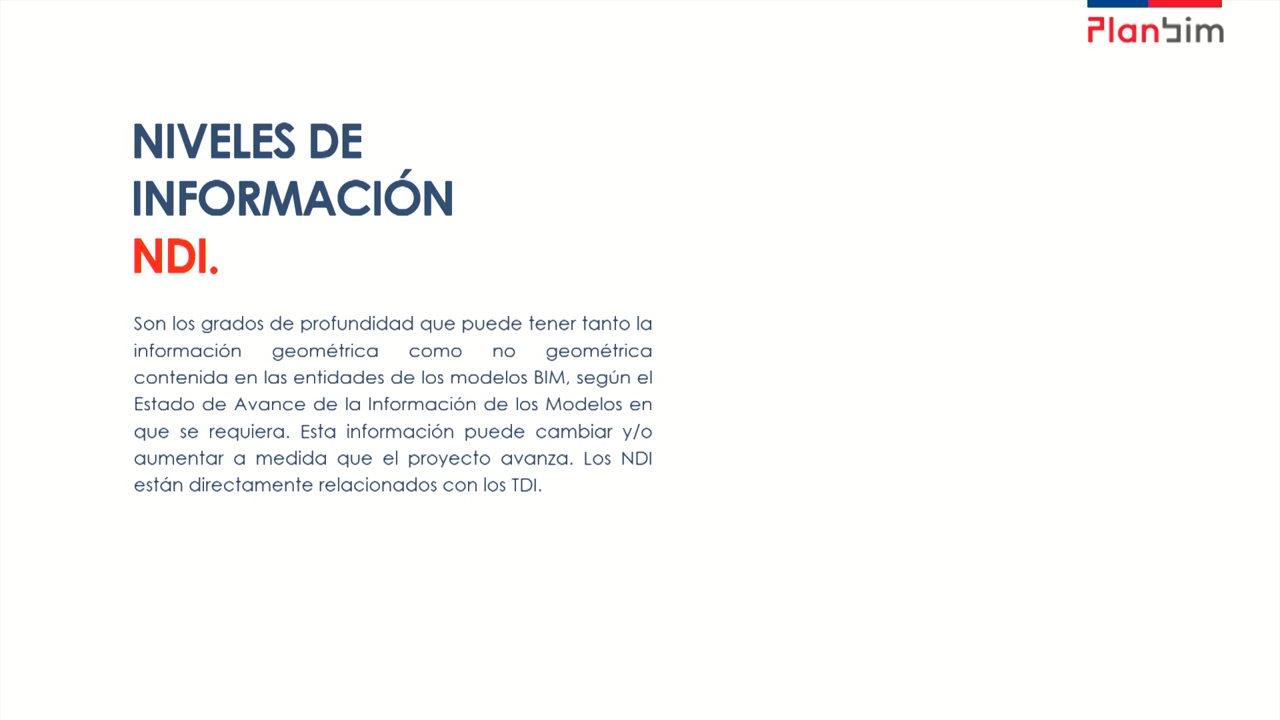 Planbim
NIVELES DE
INFORMACIÓN
NDI.
Son los grados de profundidad que puede tener tanto la
información geométrica como no geométrica
contenida en las entidades de los modelos BIM, según el
Estado de Avance de la Información de los Modelos en
que se requiera. Esta información puede cambiar y/o
aumentar a medida que el proyecto avanza. Los NDI
están directamente relacionados con los TDI.